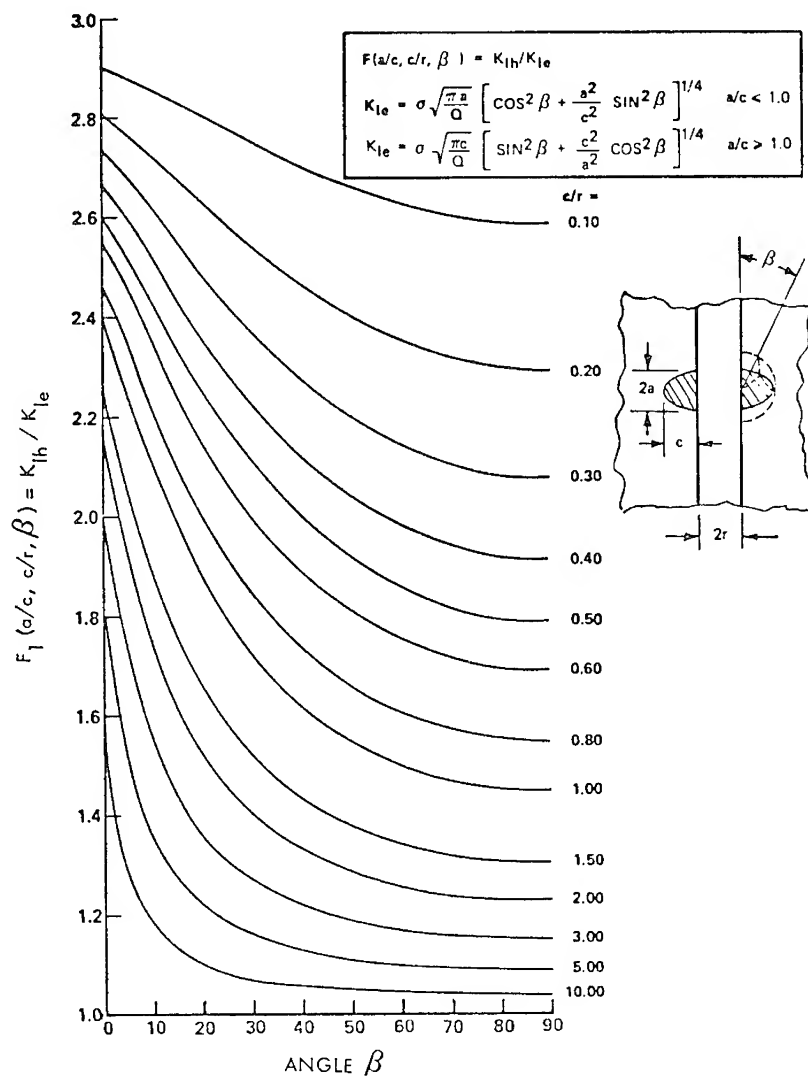 F(a/c, c/r, β) = K_Ih/K_Ie
K_Ie = σ √(πa/Q) [COS²β + a²/c² SIN²β]^1/4 a/c < 1.0
K_Ie = σ √(πc/Q) [SIN²β + c²/a² COS²β]^1/4 a/c > 1.0
c/r =
0.10
0.20
0.30
0.40
0.50
0.60
0.80
1.00
1.50
2.00
3.00
5.00
10.00
3.0
2.8
2.6
2.4
2.2
2.0
1.8
1.6
1.4
1.2
1.0
F₁ (a/c, c/r, β) = K_Ih / K_Ie
0 10 20 30 40 50 60 70 80 90
ANGLE β
β
2a
c
2r